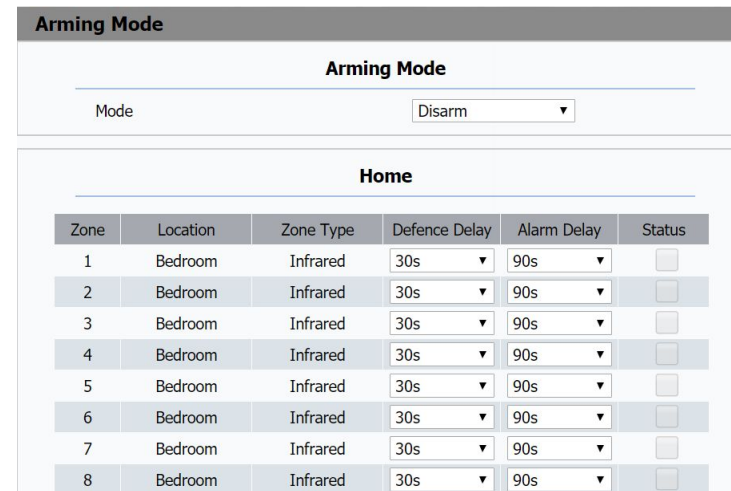 Arming Mode
Arming Mode
Mode Disarm
Home
Zone Location Zone Type Defence Delay Alarm Delay Status
1 Bedroom Infrared 30s 90s
2 Bedroom Infrared 30s 90s
3 Bedroom Infrared 30s 90s
4 Bedroom Infrared 30s 90s
5 Bedroom Infrared 30s 90s
6 Bedroom Infrared 30s 90s
7 Bedroom Infrared 30s 90s
8 Bedroom Infrared 30s 90s